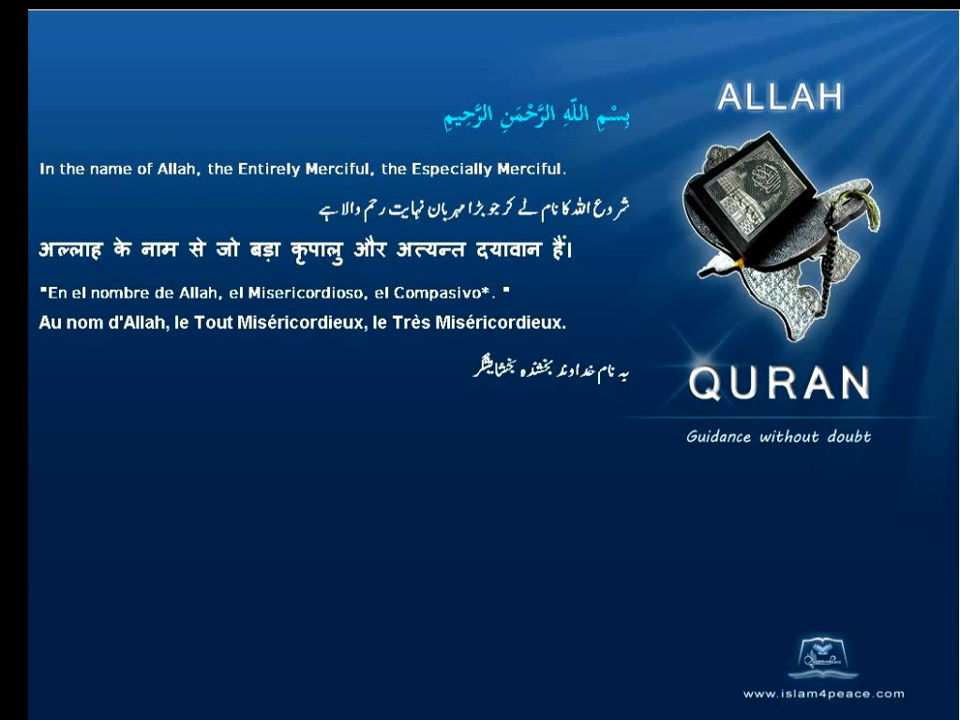 بِسْمِ اللّهِ الرَّحْمَنِ الرَّحِيمِ
In the name of Allah, the Entirely Merciful, the Especially Merciful.
شروع اللہ کا نام لے کر جو بڑا مہربان نہایت رحم والا ہے
अल्लाह के नाम से जो बड़ा कृपालु और अत्यन्त दयावान हैं।
"En el nombre de Allah, el Misericordioso, el Compasivo*. "
Au nom d'Allah, le Tout Miséricordieux, le Très Miséricordieux.
به نام خداوند بخشنده بخشایشگر
ALLAH
QURAN
Guidance without doubt
www.islam4peace.com